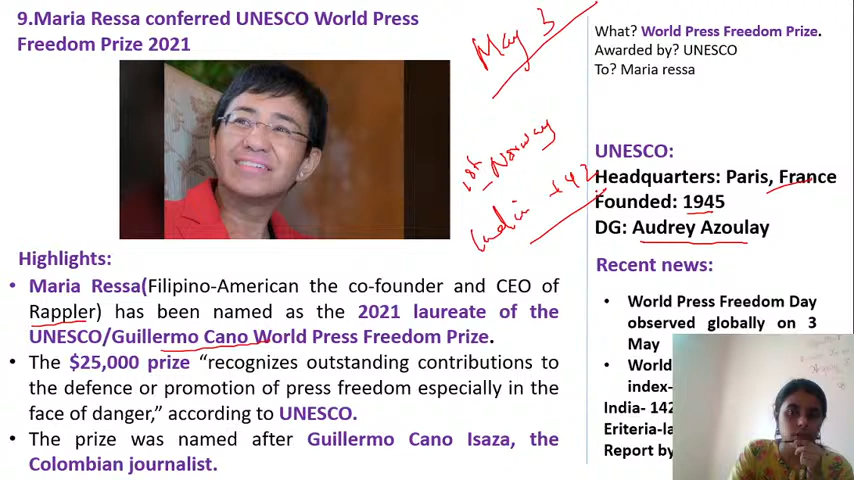 9.Maria Ressa conferred UNESCO World Press
Freedom Prize 2021
May 3
1st Norway
India 142
What? World Press Freedom Prize.
Awarded by? UNESCO
To? Maria ressa
UNESCO:
Headquarters: Paris, France
Founded: 1945
DG: Audrey Azoulay
Highlights:
• Maria Ressa(Filipino-American the co-founder and CEO of
Rappler) has been named as the 2021 laureate of the
UNESCO/Guillermo Cano World Press Freedom Prize.
• The $25,000 prize “recognizes outstanding contributions to
the defence or promotion of press freedom especially in the
face of danger,” according to UNESCO.
• The prize was named after Guillermo Cano Isaza, the
Colombian journalist.
Recent news:
• World Press Freedom Day
observed globally on 3
May
• World
index-
India- 142
Eriteria-la
Report by